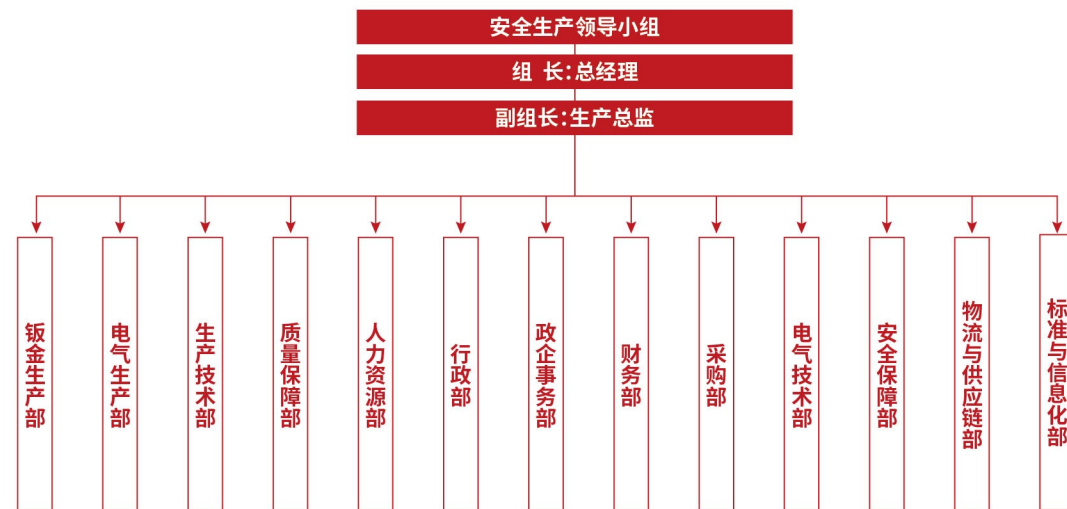 安全生产领导小组
组 长：总经理
副组长：生产总监
钣金生产部
电气生产部
生产技术部
质量保障部
人力资源部
行政部
政企事务部
财务部
采购部
电气技术部
安全保障部
物流与供应链部
标准与信息化部